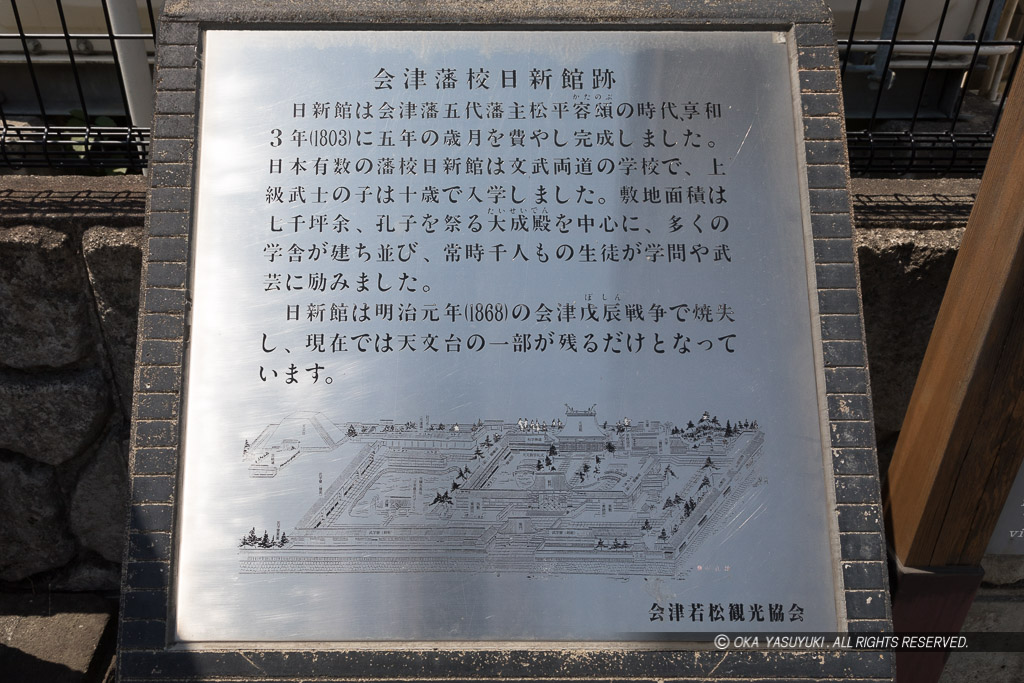 会津藩校日新館跡
日新館は会津藩五代藩主松平容頌の時代、享和
かたのぶ
3年(1803)に五年の歳月を費やし完成しました。
日本有数の藩校日新館は文武両道の学校で、上
級武士の子は十歳で入学しました。敷地面積は
七千坪余、孔子を祭る大成殿を中心に、多くの
たいせいでん
学舎が建ち並び、常時千人もの生徒が学問や武
芸に励みました。
日新館は明治元年(1868)の会津戊辰戦争で焼失
ぼしん
し、現在では天文台の一部が残るだけとなって
います。
会津若松観光協会
© OKA YASUYUKI. ALL RIGHTS RESERVED.